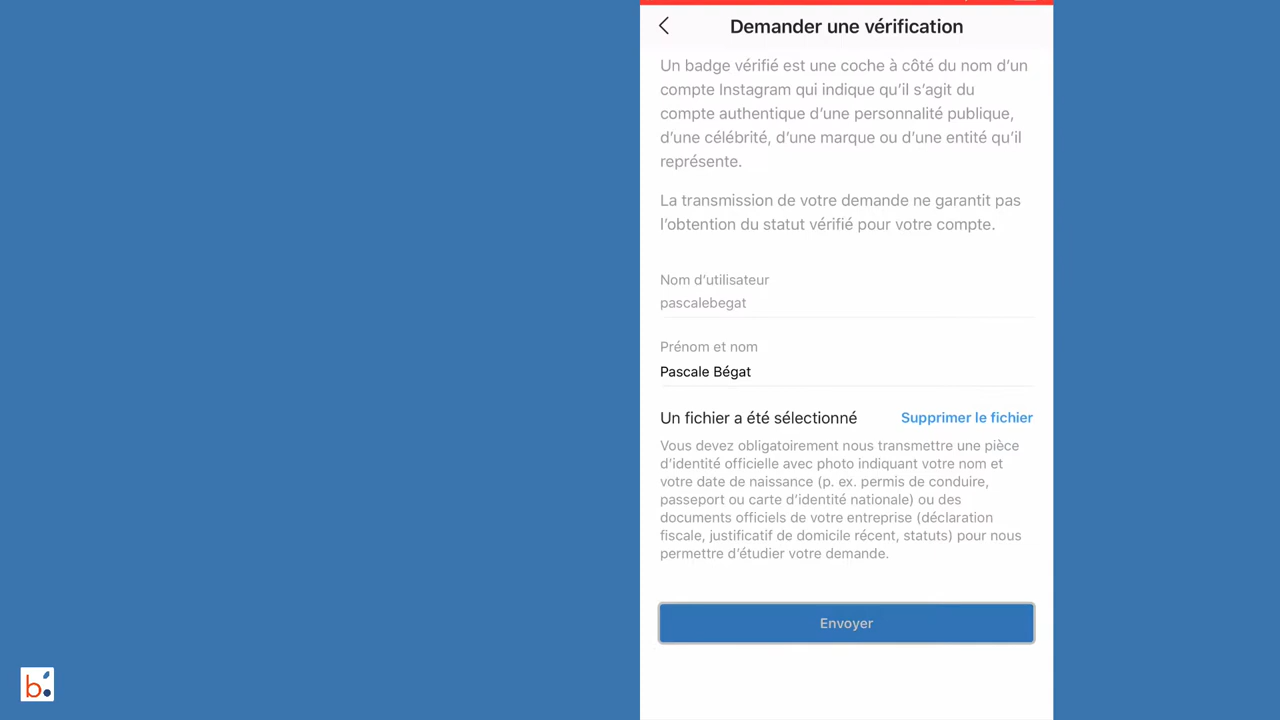 Demander une vérification
Un badge vérifié est une coche à côté du nom d'un
compte Instagram qui indique qu'il s'agit du
compte authentique d'une personnalité publique,
d'une célébrité, d'une marque ou d'une entité qu'il
représente.
La transmission de votre demande ne garantit pas
l'obtention du statut vérifié pour votre compte.
Nom d'utilisateur
pascalebegat
Prénom et nom
Pascale Bégat
Un fichier a été sélectionné
Supprimer le fichier
Vous devez obligatoirement nous transmettre une pièce
d'identité officielle avec photo indiquant votre nom et
votre date de naissance (p. ex. permis de conduire,
passeport ou carte d'identité nationale) ou des
documents officiels de votre entreprise (déclaration
fiscale, justificatif de domicile récent, statuts) pour nous
permettre d'étudier votre demande.
Envoyer
b.